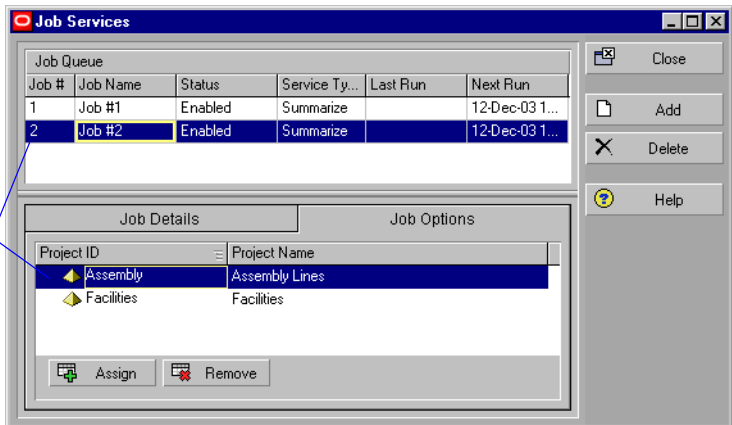 Job Services
Job Queue
Job # Job Name Status Service Ty... Last Run Next Run
1 Job #1 Enabled Summarize 12-Dec-03 1...
2 Job #2 Enabled Summarize 12-Dec-03 1...
Job Details Job Options
Project ID Project Name
Assembly Assembly Lines
Facilities Facilities
Assign Remove
Close
Add
Delete
Help